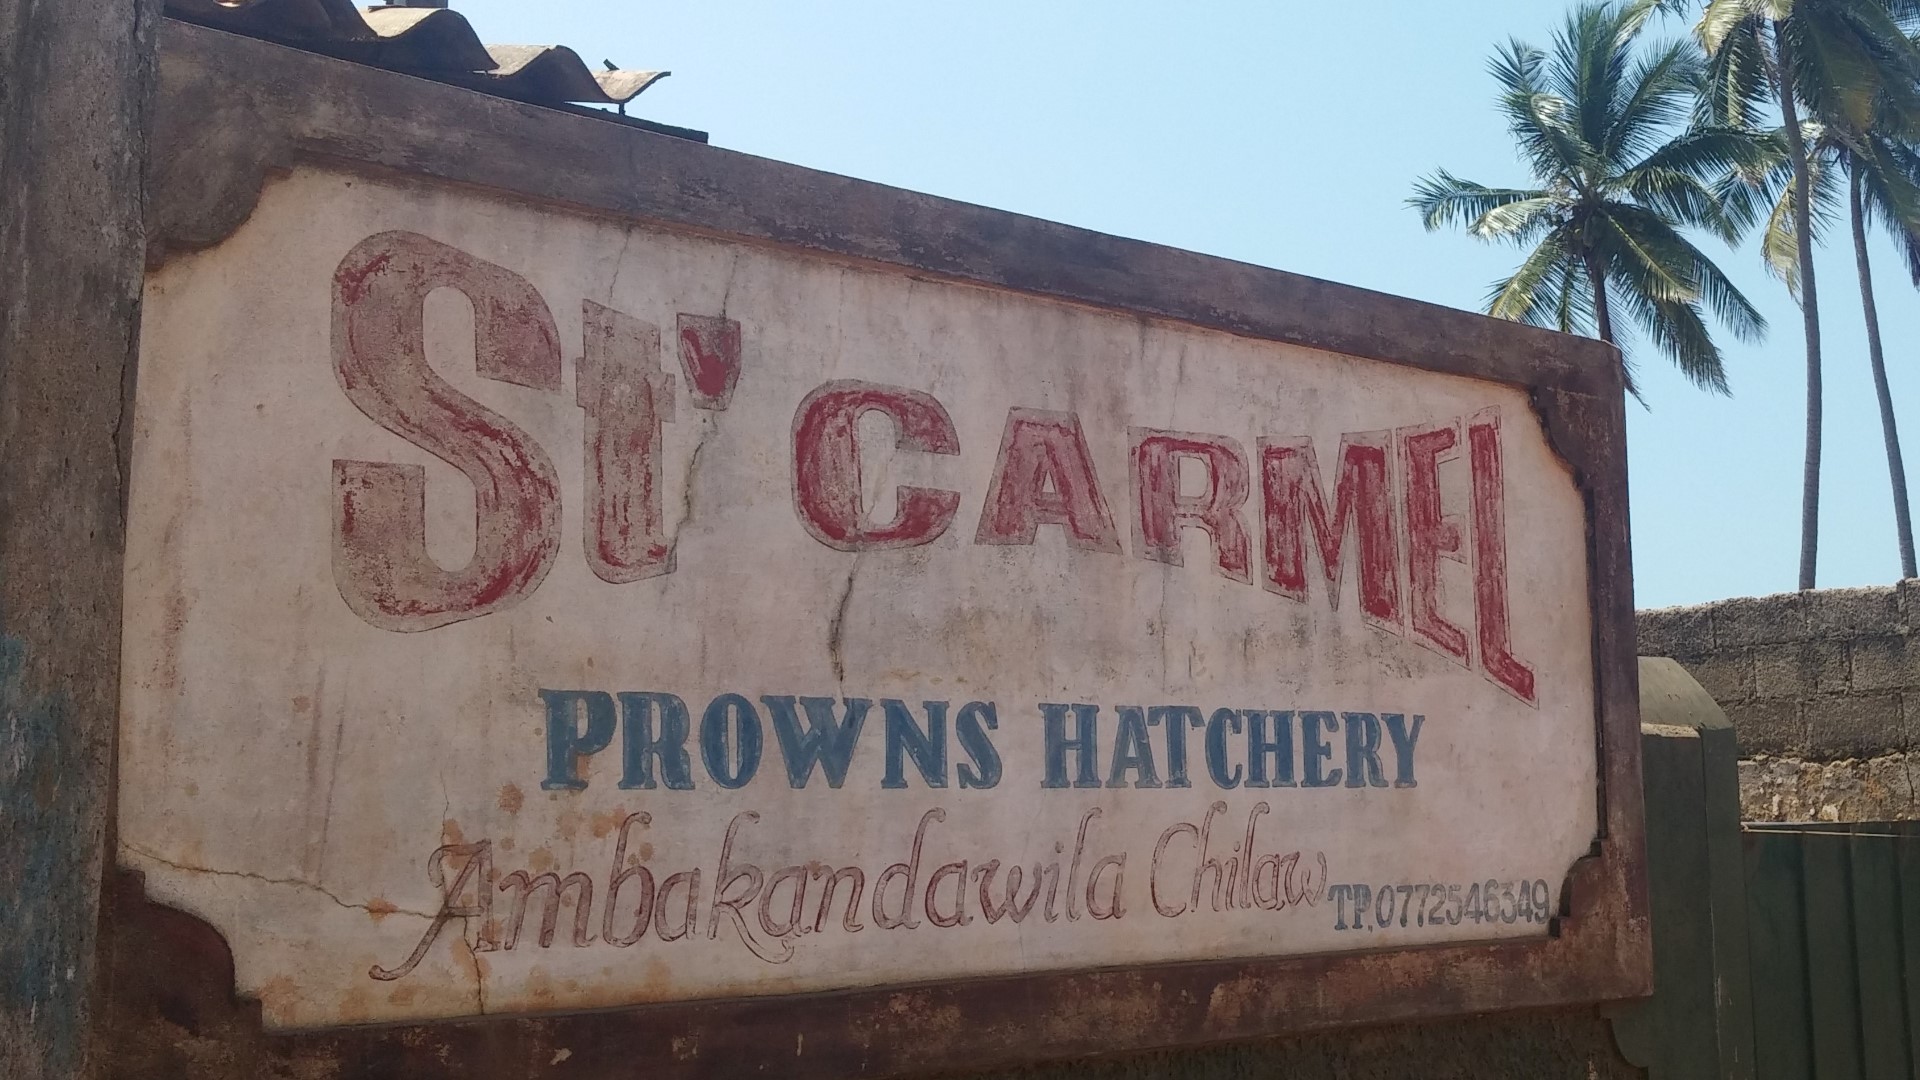 St' CARMEL
PROWNS HATCHERY
Ambakandawila Chilaw TP.0772546349